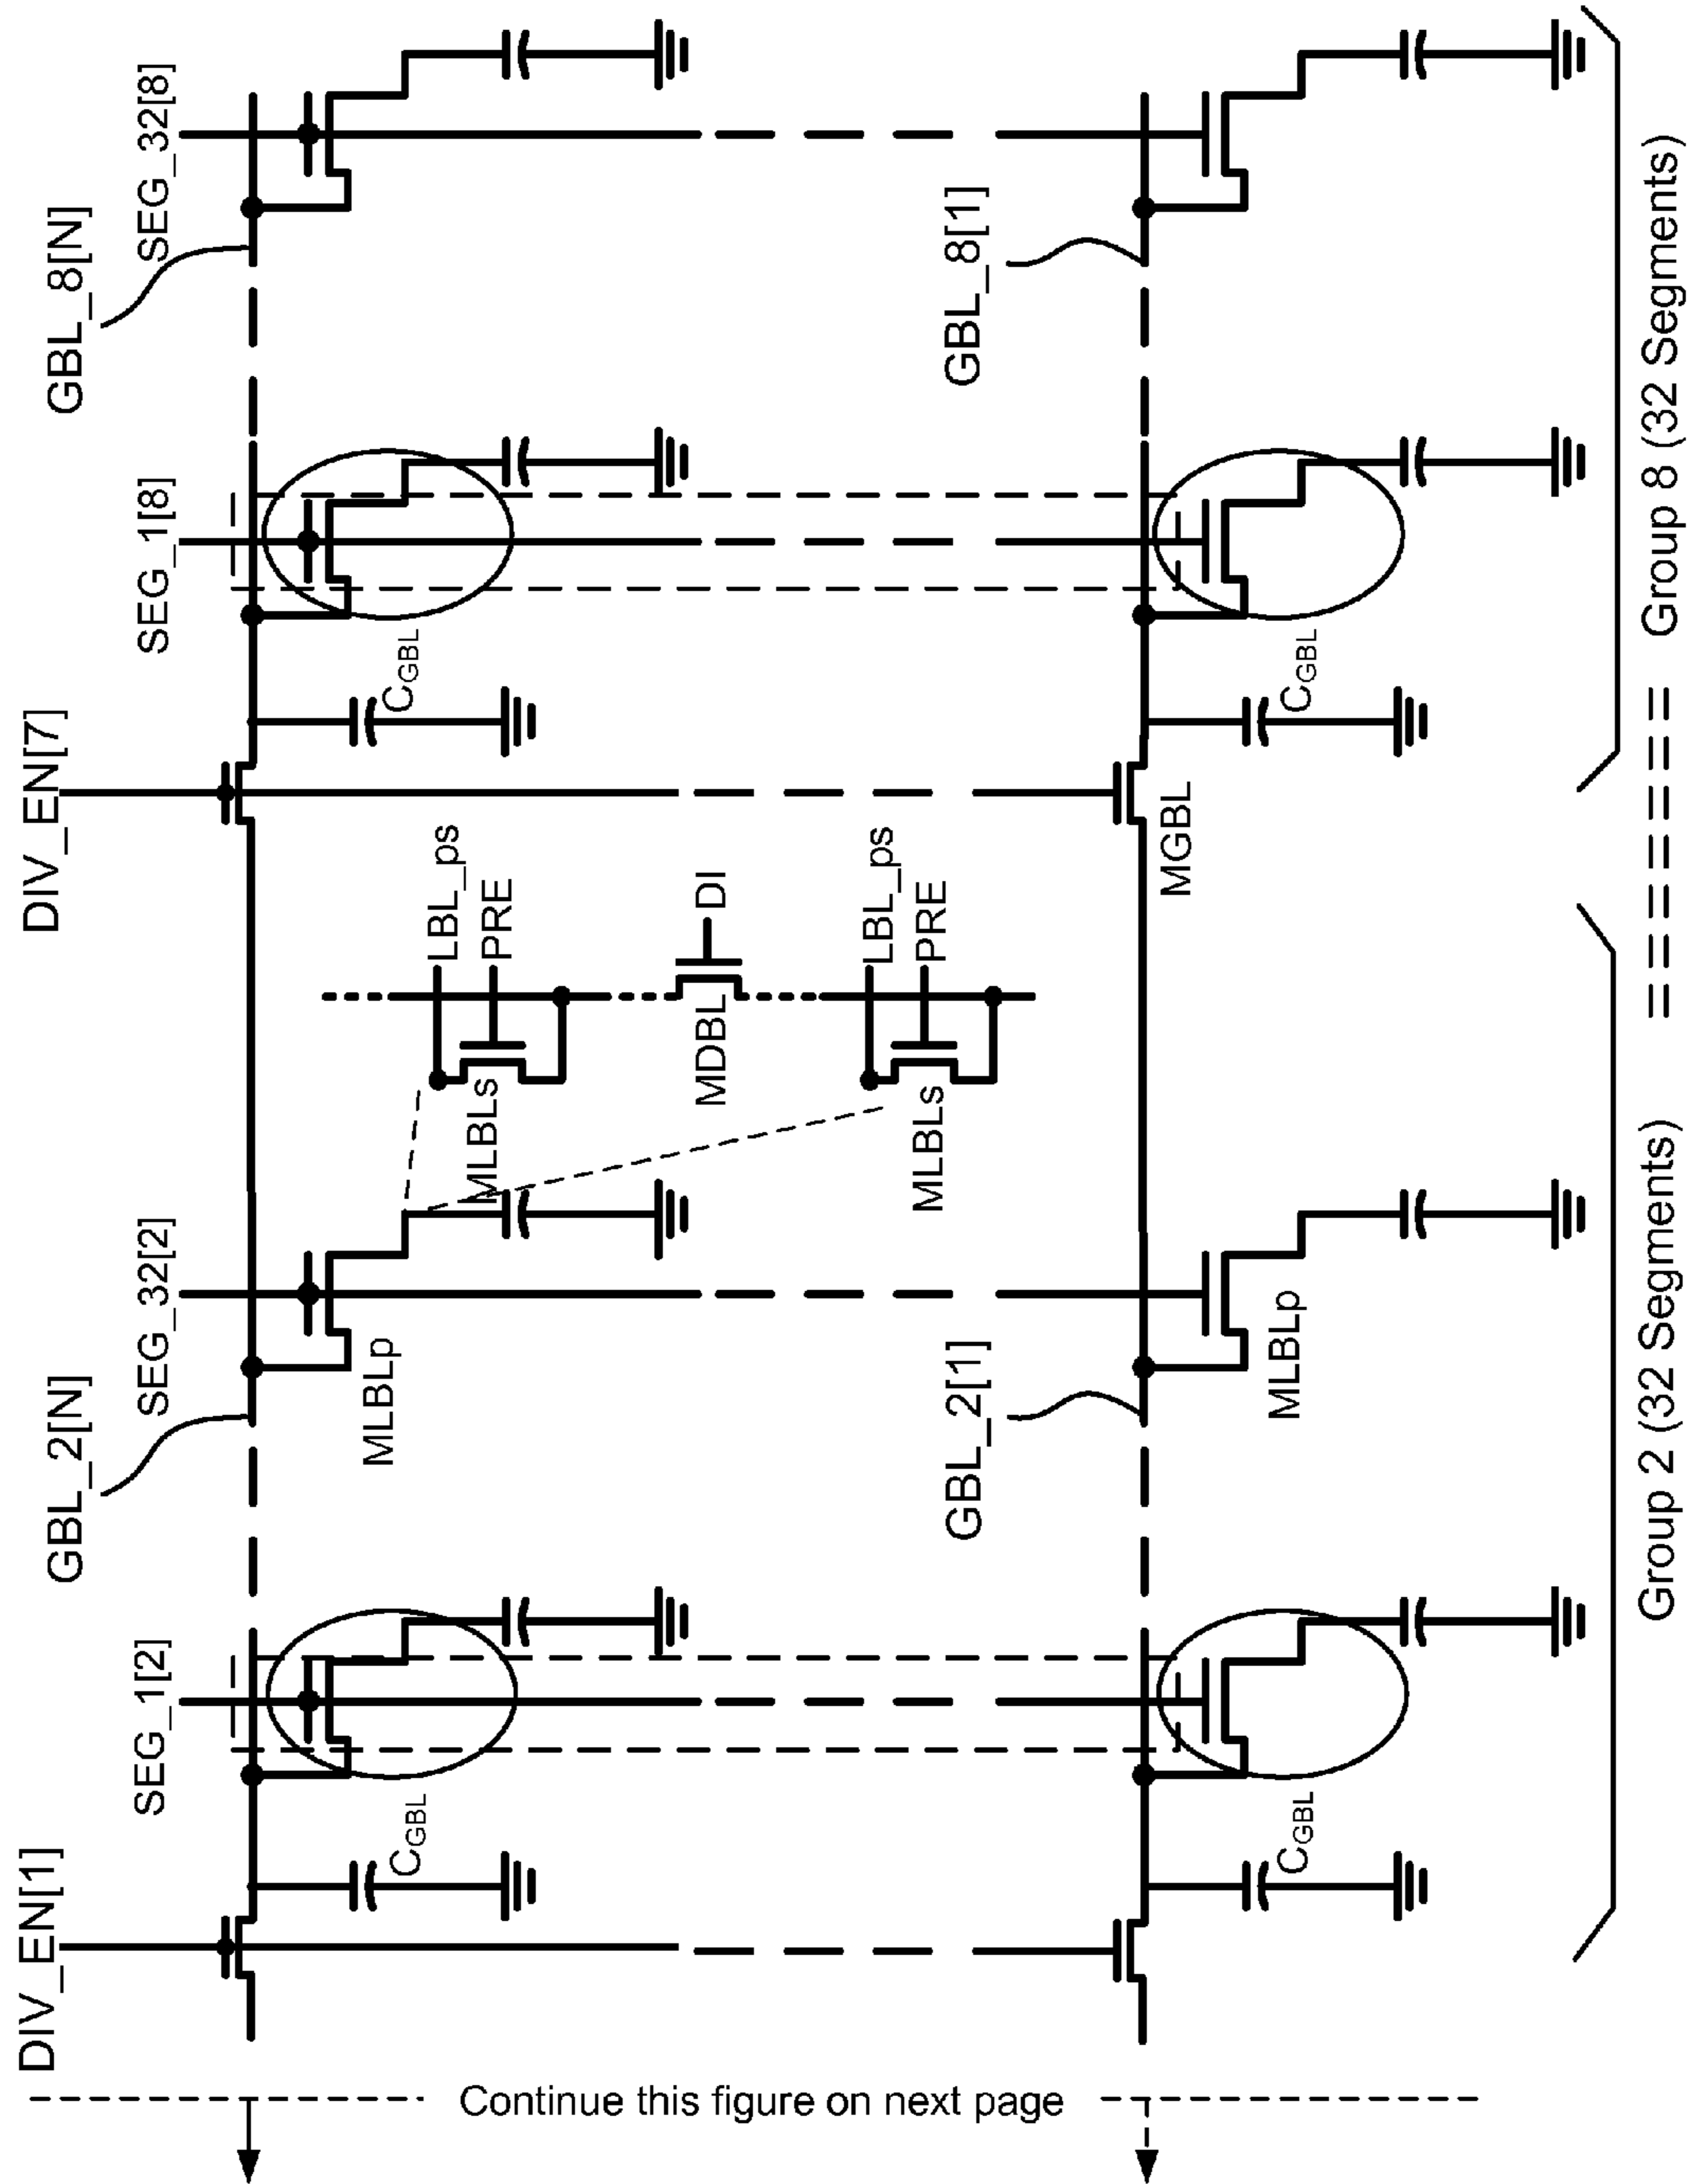 DIV_EN[1]
DIV_EN[7]
GBL_2[N]
GBL_8[N]
SEG_1[2]
SEG_32[2]
SEG_1[8]
SEG_32[8]
CGBL
MLBLp
MLBLs
LBL_ps
PRE
CGBL
MDBL
DI
MLBLs
LBL_ps
PRE
GBL_2[1]
GBL_8[1]
MGBL
CGBL
MLBLp
CGBL
Group 2 (32 Segments)
=======
Group 8 (32 Segments)
Continue this figure on next page